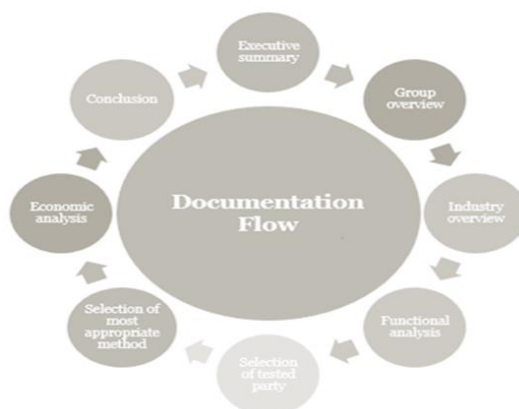 Documentation
Flow
Executive
summary
Group
overview
Industry
overview
Functional
analysis
Selection
of tested
party
Selection of
most
appropriate
method
Economic
analysis
Conclusion